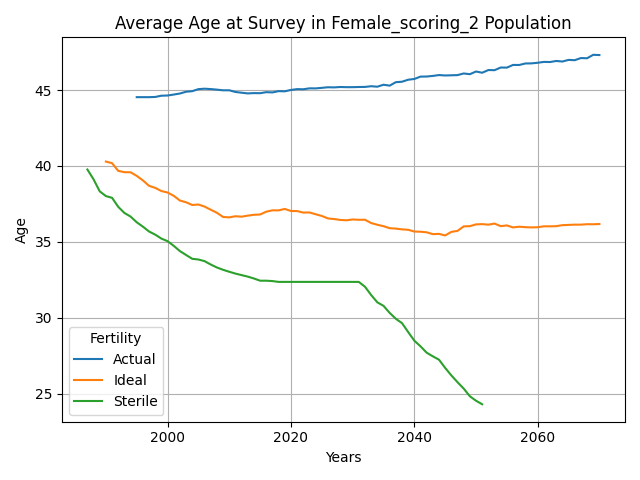 Average Age at Survey in Female_scoring_2 Population
Age
45
40
35
30
25
Fertility
Actual
Ideal
Sterile
2000 2020 2040 2060
Years